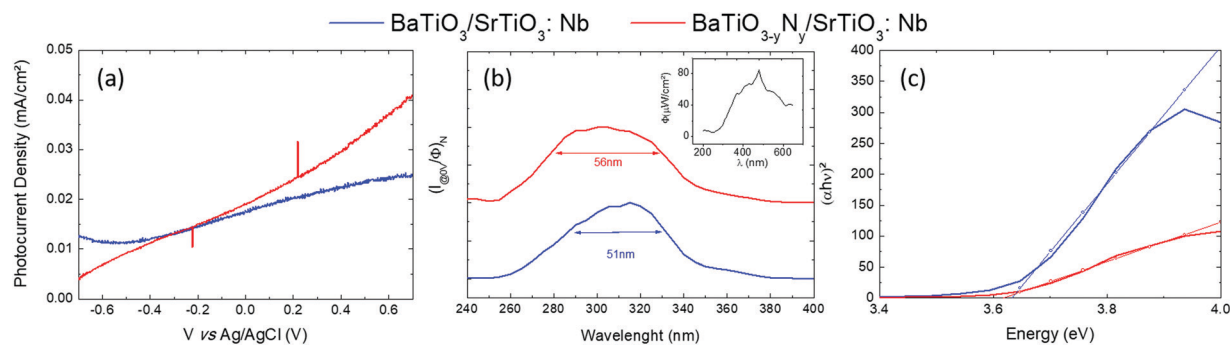 BaTiO₃/SrTiO₃: Nb BaTiO₃₋yNy/SrTiO₃: Nb
(a)
Photocurrent Density (mA/cm²)
0.05
0.04
0.03
0.02
0.01
0.00
-0.6 -0.4 -0.2 0.0 0.2 0.4 0.6
V vs Ag/AgCl (V)
(b)
(I@0V/Φ)N
56nm
51nm
240 260 280 300 320 340 360 380 400
Wavelenght (nm)
Φ(µW/cm²)
80
40
0
200 400 600
λ (nm)
(c)
(αhν)²
400
350
300
250
200
150
100
50
0
3.4 3.6 3.8 4.0
Energy (eV)